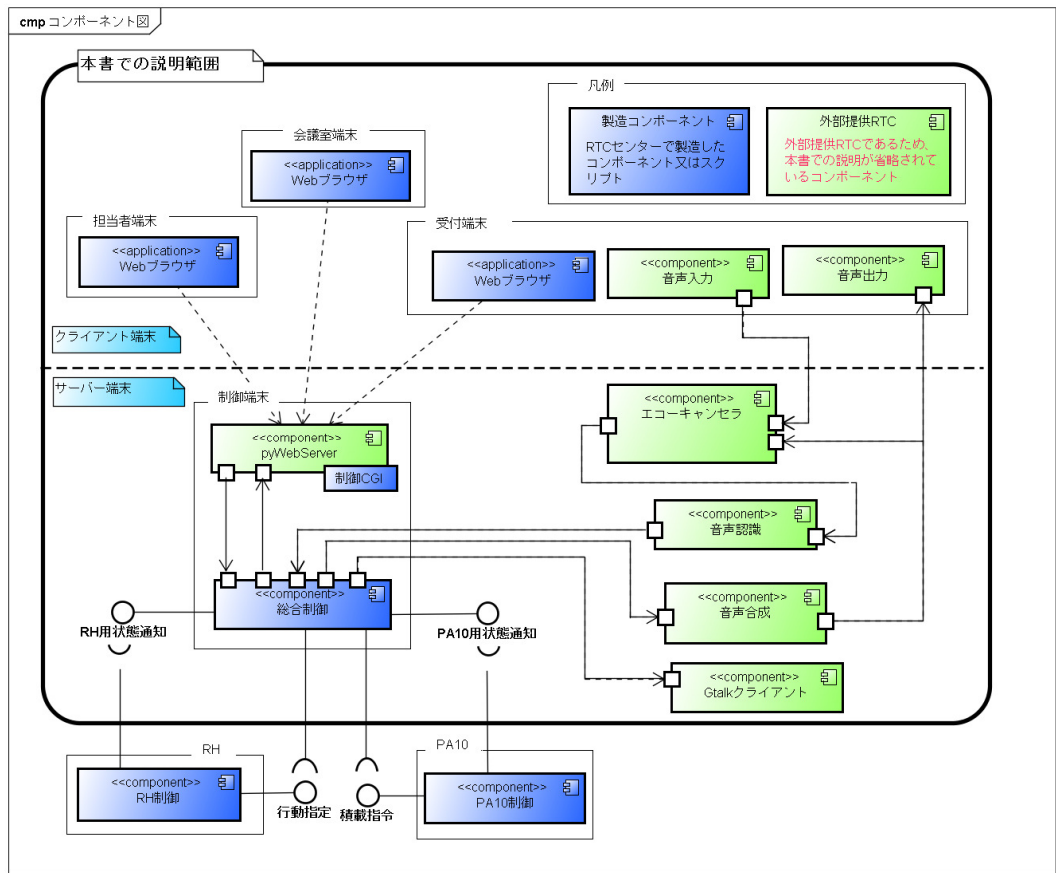 cmp コンポーネント図
本書での説明範囲
凡例
製造コンポーネント
RTCセンターで製造した
コンポーネント又はスク
リプト
外部提供RTC
外部提供RTCであるため、
本書での説明が省略されて
いるコンポーネント
会議室端末
<<application>>
Webブラウザ
担当者端末
<<application>>
Webブラウザ
受付端末
<<application>>
Webブラウザ
<<component>>
音声入力
<<component>>
音声出力
クライアント端末
サーバー端末
制御端末
<<component>>
pyWebServer
制御CGI
<<component>>
エコーキャンセラ
<<component>>
音声認識
<<component>>
総合制御
<<component>>
音声合成
<<component>>
Gtalkクライアント
RH用状態通知
PA10用状態通知
RH
<<component>>
RH制御
行動指定
積載指令
PA10
<<component>>
PA10制御